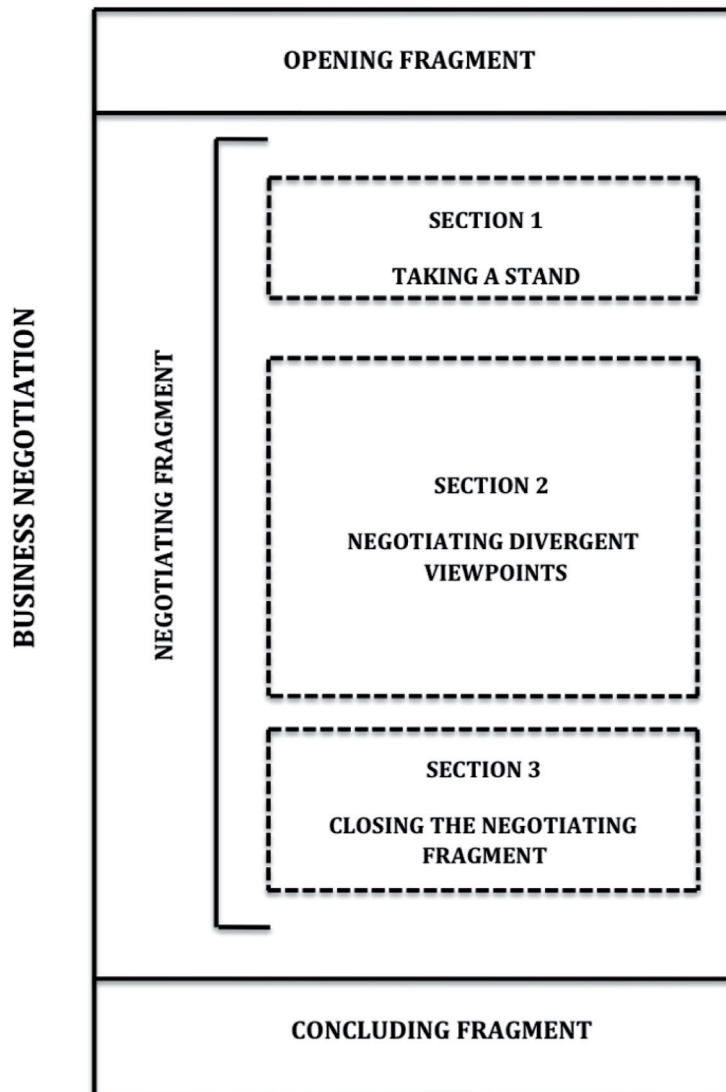 OPENING FRAGMENT
BUSINESS NEGOTIATION
NEGOTIATING FRAGMENT
SECTION 1
TAKING A STAND
SECTION 2
NEGOTIATING DIVERGENT
VIEWPOINTS
SECTION 3
CLOSING THE NEGOTIATING
FRAGMENT
CONCLUDING FRAGMENT